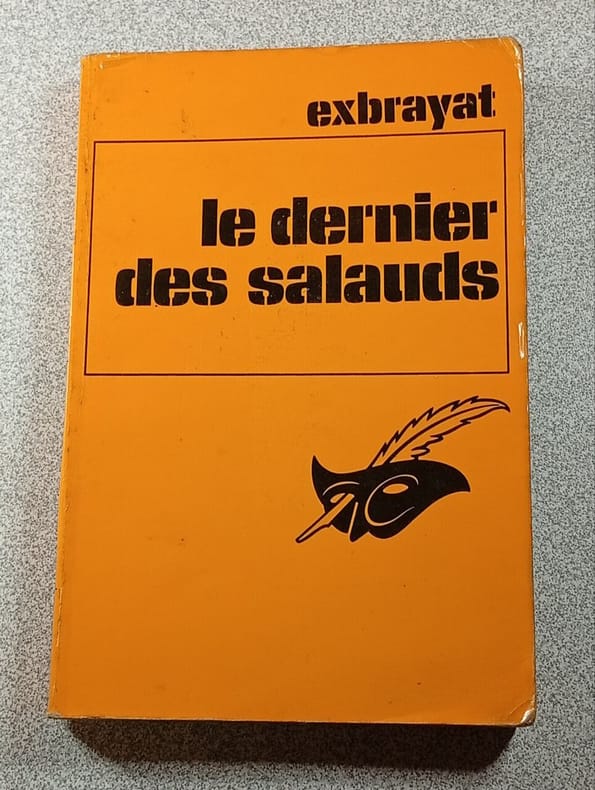 exbrayat
le dernier
des salauds